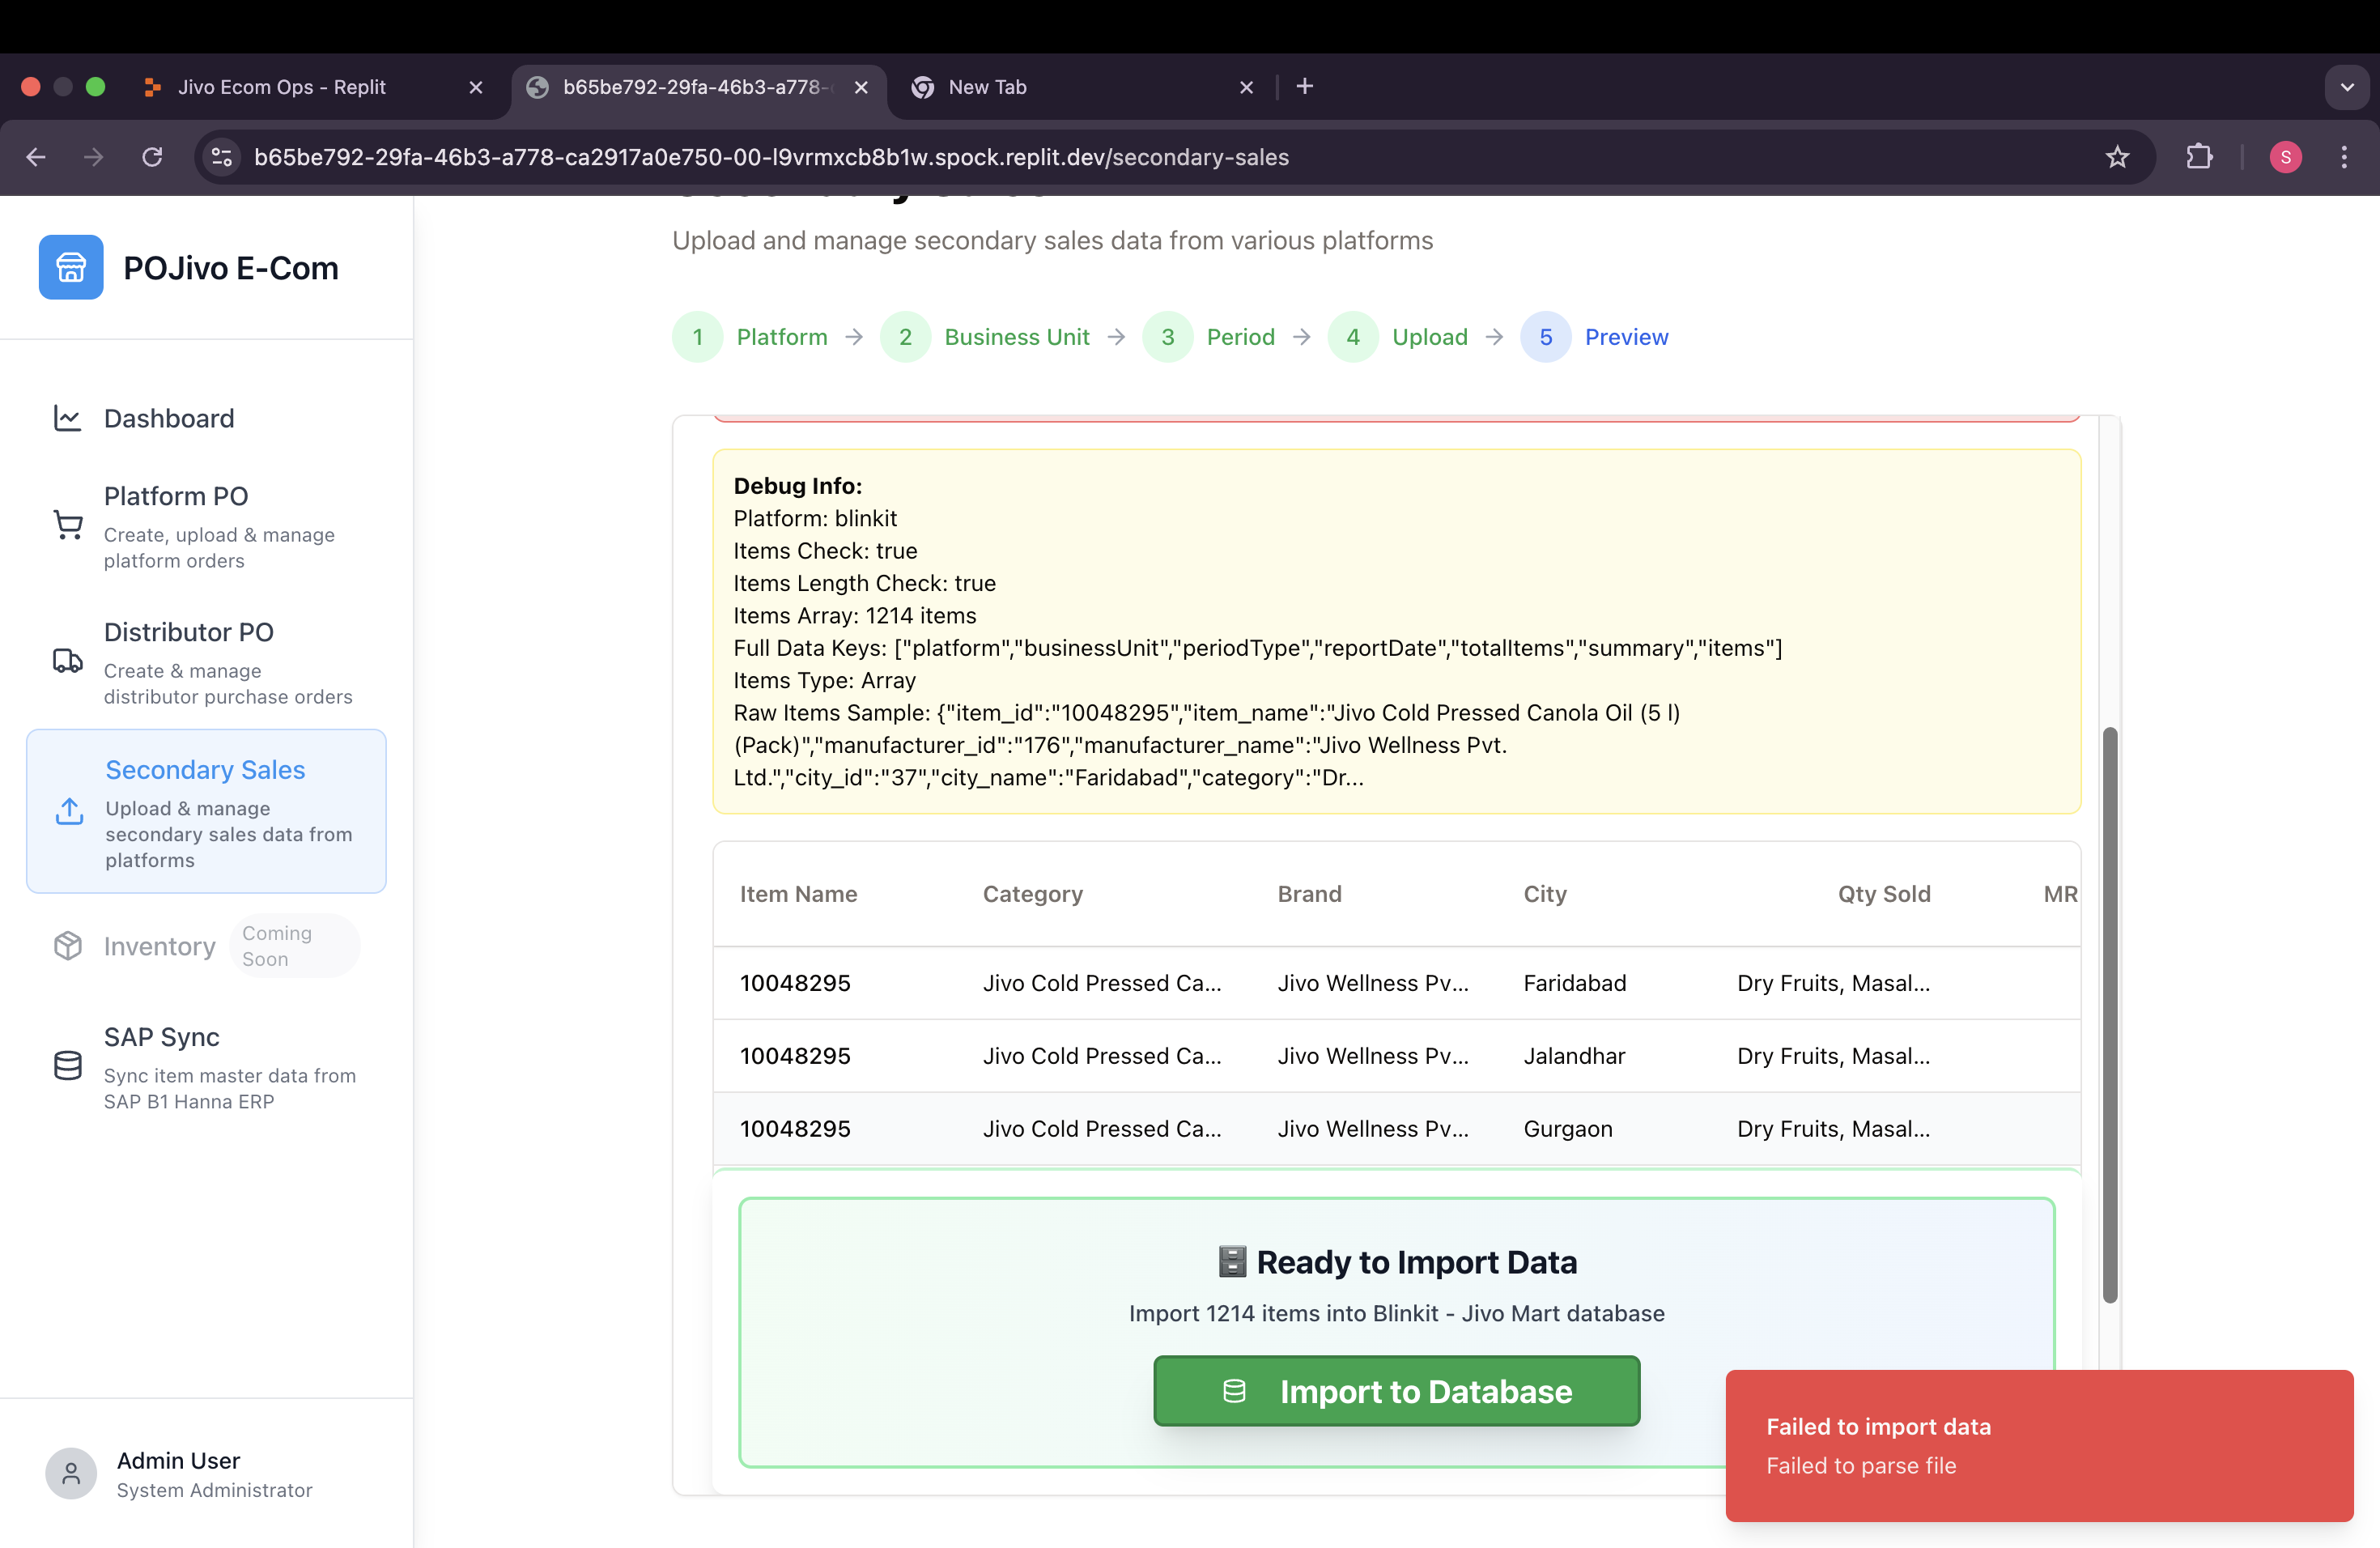 Jivo Ecom Ops - Replit
b65be792-29fa-46b3-a778-
New Tab
b65be792-29fa-46b3-a778-ca2917a0e750-00-l9vrmxcb8b1w.spock.replit.dev/secondary-sales
S
POJivo E-Com
Dashboard
Platform PO
Create, upload & manage
platform orders
Distributor PO
Create & manage
distributor purchase orders
Secondary Sales
Upload & manage
secondary sales data from
platforms
Inventory
Coming
Soon
SAP Sync
Sync item master data from
SAP B1 Hanna ERP
Admin User
System Administrator
Upload and manage secondary sales data from various platforms
1 Platform → 2 Business Unit → 3 Period → 4 Upload → 5 Preview
Debug Info:
Platform: blinkit
Items Check: true
Items Length Check: true
Items Array: 1214 items
Full Data Keys: ["platform","businessUnit","periodType","reportDate","totalItems","summary","items"]
Items Type: Array
Raw Items Sample: {"item_id":"10048295","item_name":"Jivo Cold Pressed Canola Oil (5 l)
(Pack)","manufacturer_id":"176","manufacturer_name":"Jivo Wellness Pvt.
Ltd.","city_id":"37","city_name":"Faridabad","category":"Dr...
Item Name Category Brand City Qty Sold MR
10048295 Jivo Cold Pressed Ca... Jivo Wellness Pv... Faridabad Dry Fruits, Masal...
10048295 Jivo Cold Pressed Ca... Jivo Wellness Pv... Jalandhar Dry Fruits, Masal...
10048295 Jivo Cold Pressed Ca... Jivo Wellness Pv... Gurgaon Dry Fruits, Masal...
🗄️ Ready to Import Data
Import 1214 items into Blinkit - Jivo Mart database
Import to Database
Failed to import data
Failed to parse file